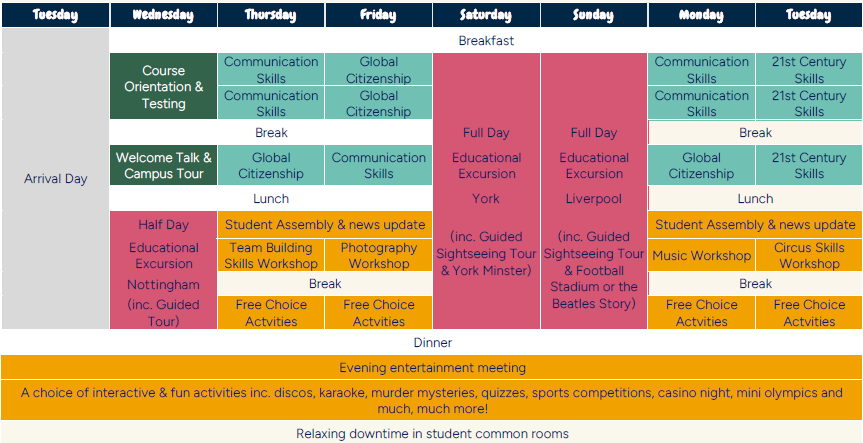 Tuesday Wednesday Thursday Friday Saturday Sunday Monday Tuesday
Breakfast
Arrival Day
Course
Orientation &
Testing
Communication
Skills
Global
Citizenship
Communication
Skills
Global
Citizenship
Break
Welcome Talk &
Campus Tour
Global
Citizenship
Communication
Skills
Lunch
Half Day
Educational
Excursion
Nottingham
(inc. Guided
Tour)
Student Assembly & news update
Team Building
Skills Workshop
Photography
Workshop
Break
Free Choice
Actvities
Free Choice
Actvities
Full Day
Educational
Excursion
York
(inc. Guided
Sightseeing Tour
& York Minster)
Full Day
Educational
Excursion
Liverpool
(inc. Guided
Sightseeing Tour
& Football
Stadium or the
Beatles Story)
Communication
Skills
21st Century
Skills
Communication
Skills
21st Century
Skills
Break
Global
Citizenship
21st Century
Skills
Lunch
Student Assembly & news update
Music Workshop
Circus Skills
Workshop
Break
Free Choice
Actvities
Free Choice
Actvities
Dinner
Evening entertainment meeting
A choice of interactive & fun activities inc. discos, karaoke, murder mysteries, quizzes, sports competitions, casino night, mini olympics and
much, much more!
Relaxing downtime in student common rooms